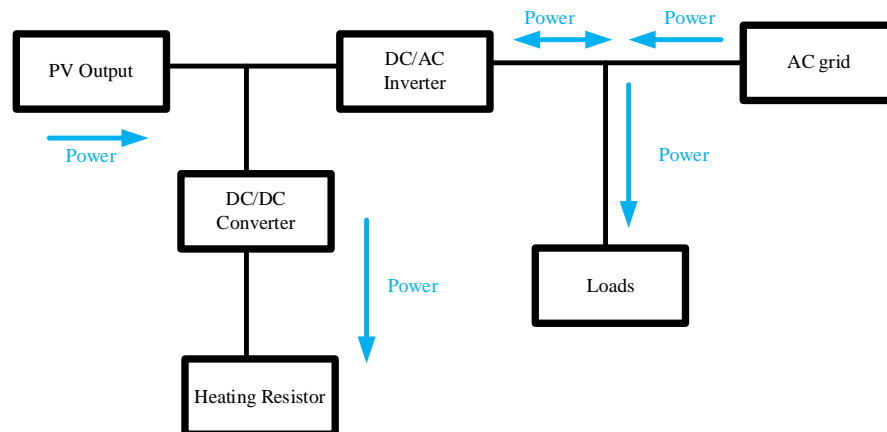 Power
Power
PV Output
DC/AC
Inverter
AC grid
Power
Power
DC/DC
Converter
Power
Loads
Heating Resistor